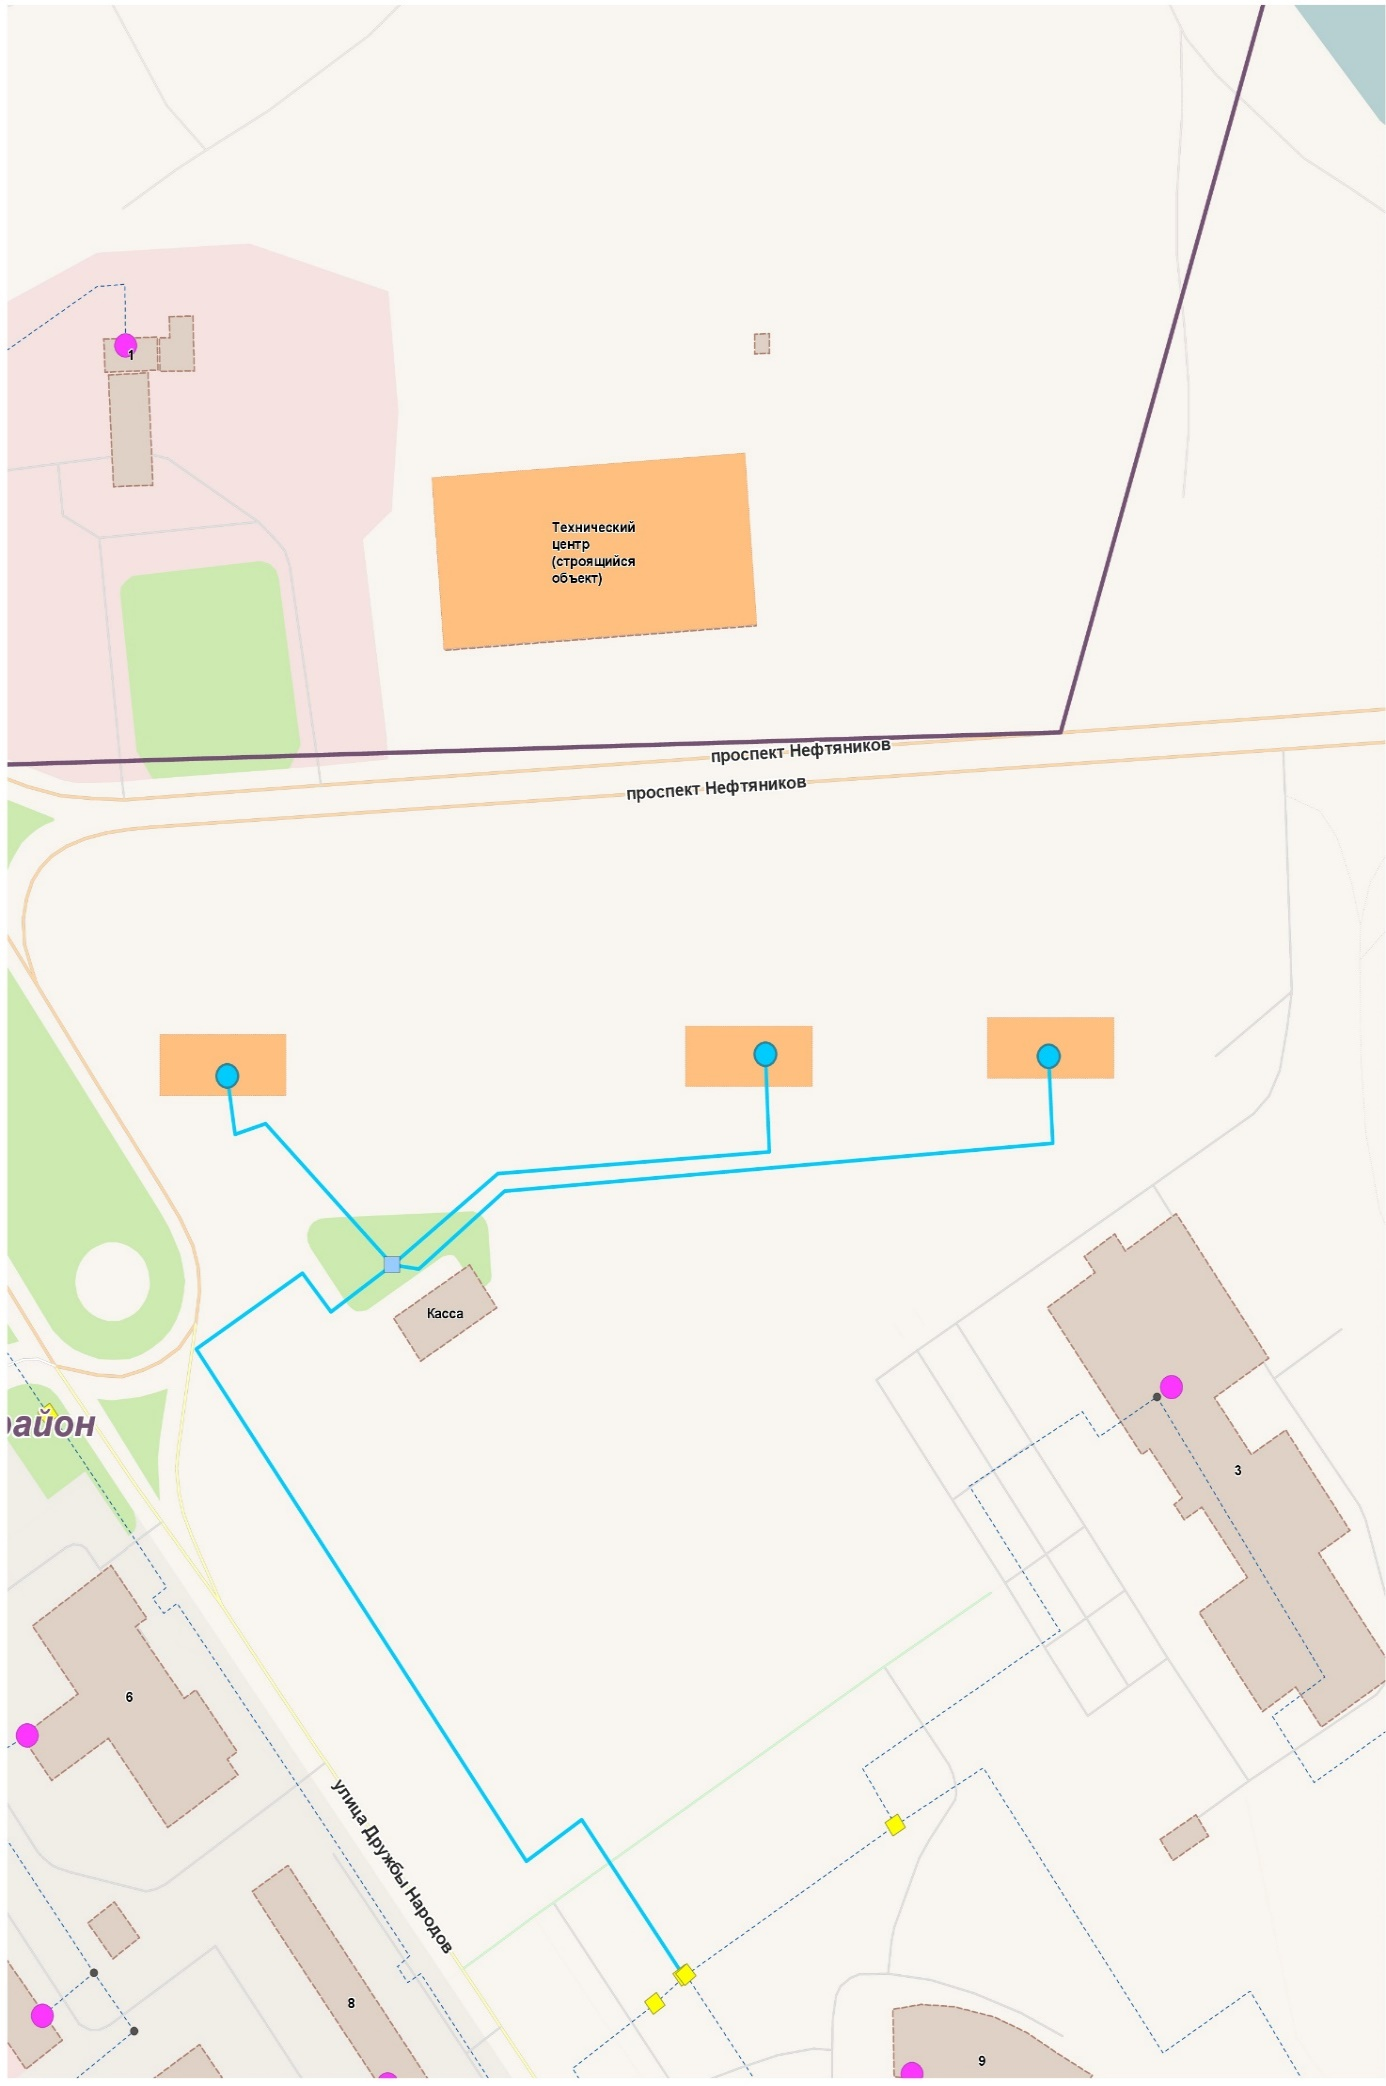 1
Технический
центр
(строящийся
объект)
проспект Нефтяников
проспект Нефтяников
Касса
район
3
6
улица Дружбы Народов
8
9